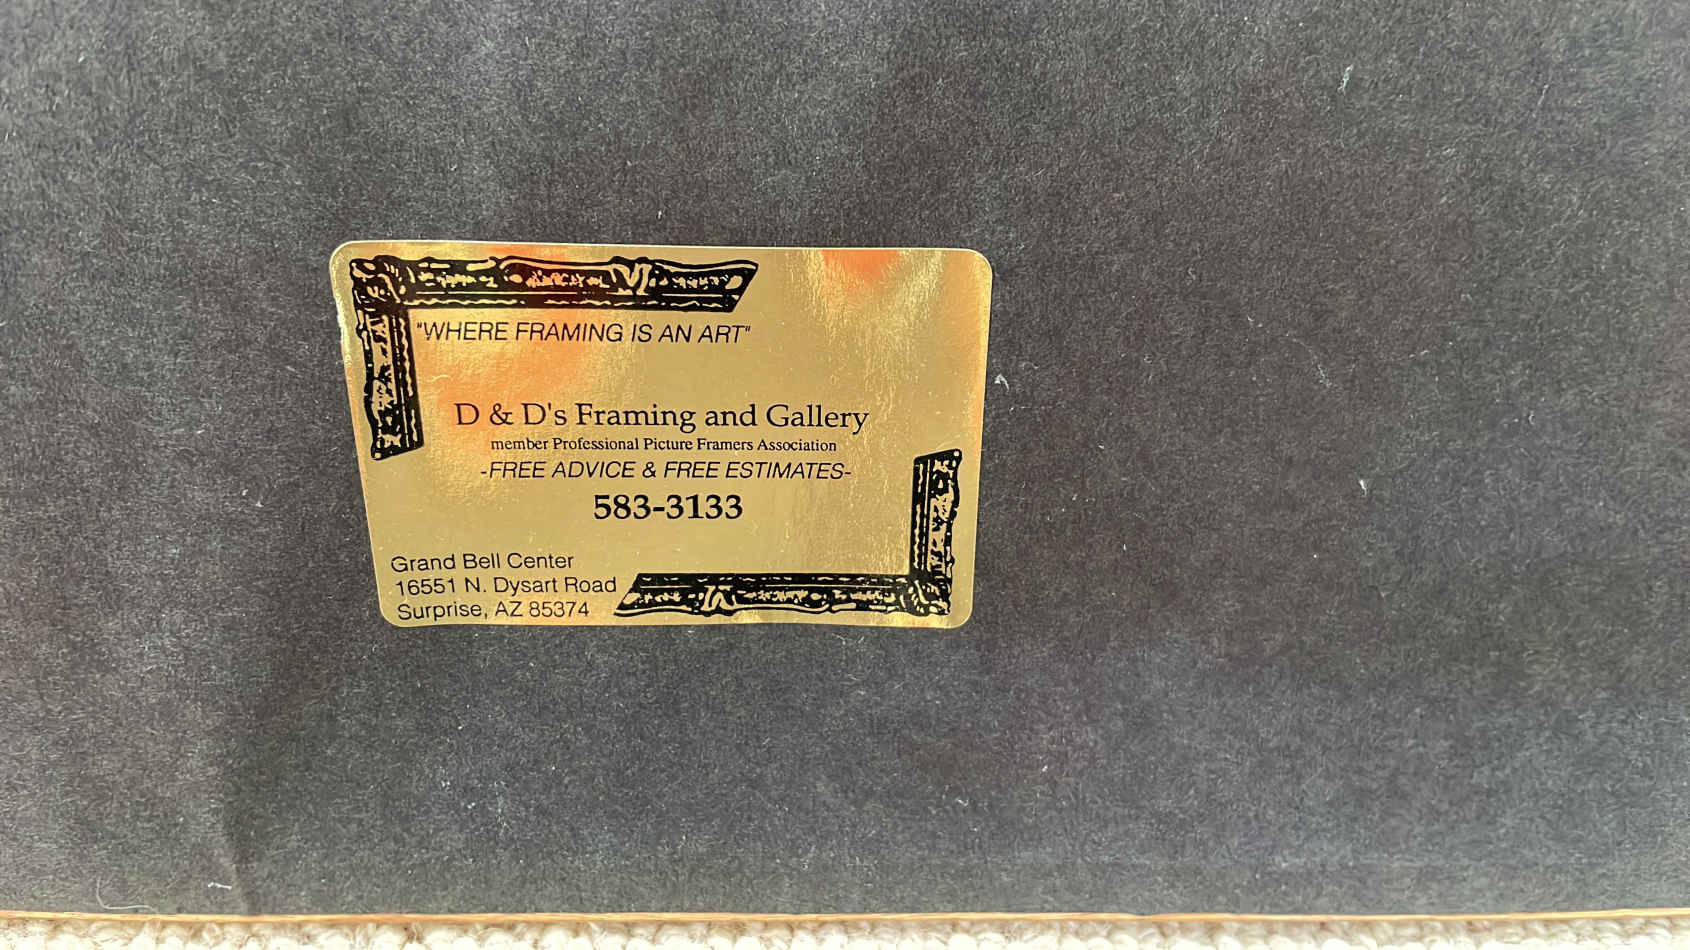 "WHERE FRAMING IS AN ART"
D & D's Framing and Gallery
member Professional Picture Framers Association
-FREE ADVICE & FREE ESTIMATES-
583-3133
Grand Bell Center
16551 N. Dysart Road
Surprise, AZ 85374